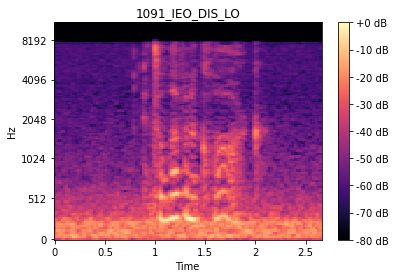 1091_IEO_DIS_LO
8192
4096
2048
1024
512
0
Hz
0 0.5 1 1.5 2 2.5
Time
+0 dB
-10 dB
-20 dB
-30 dB
-40 dB
-50 dB
-60 dB
-70 dB
-80 dB